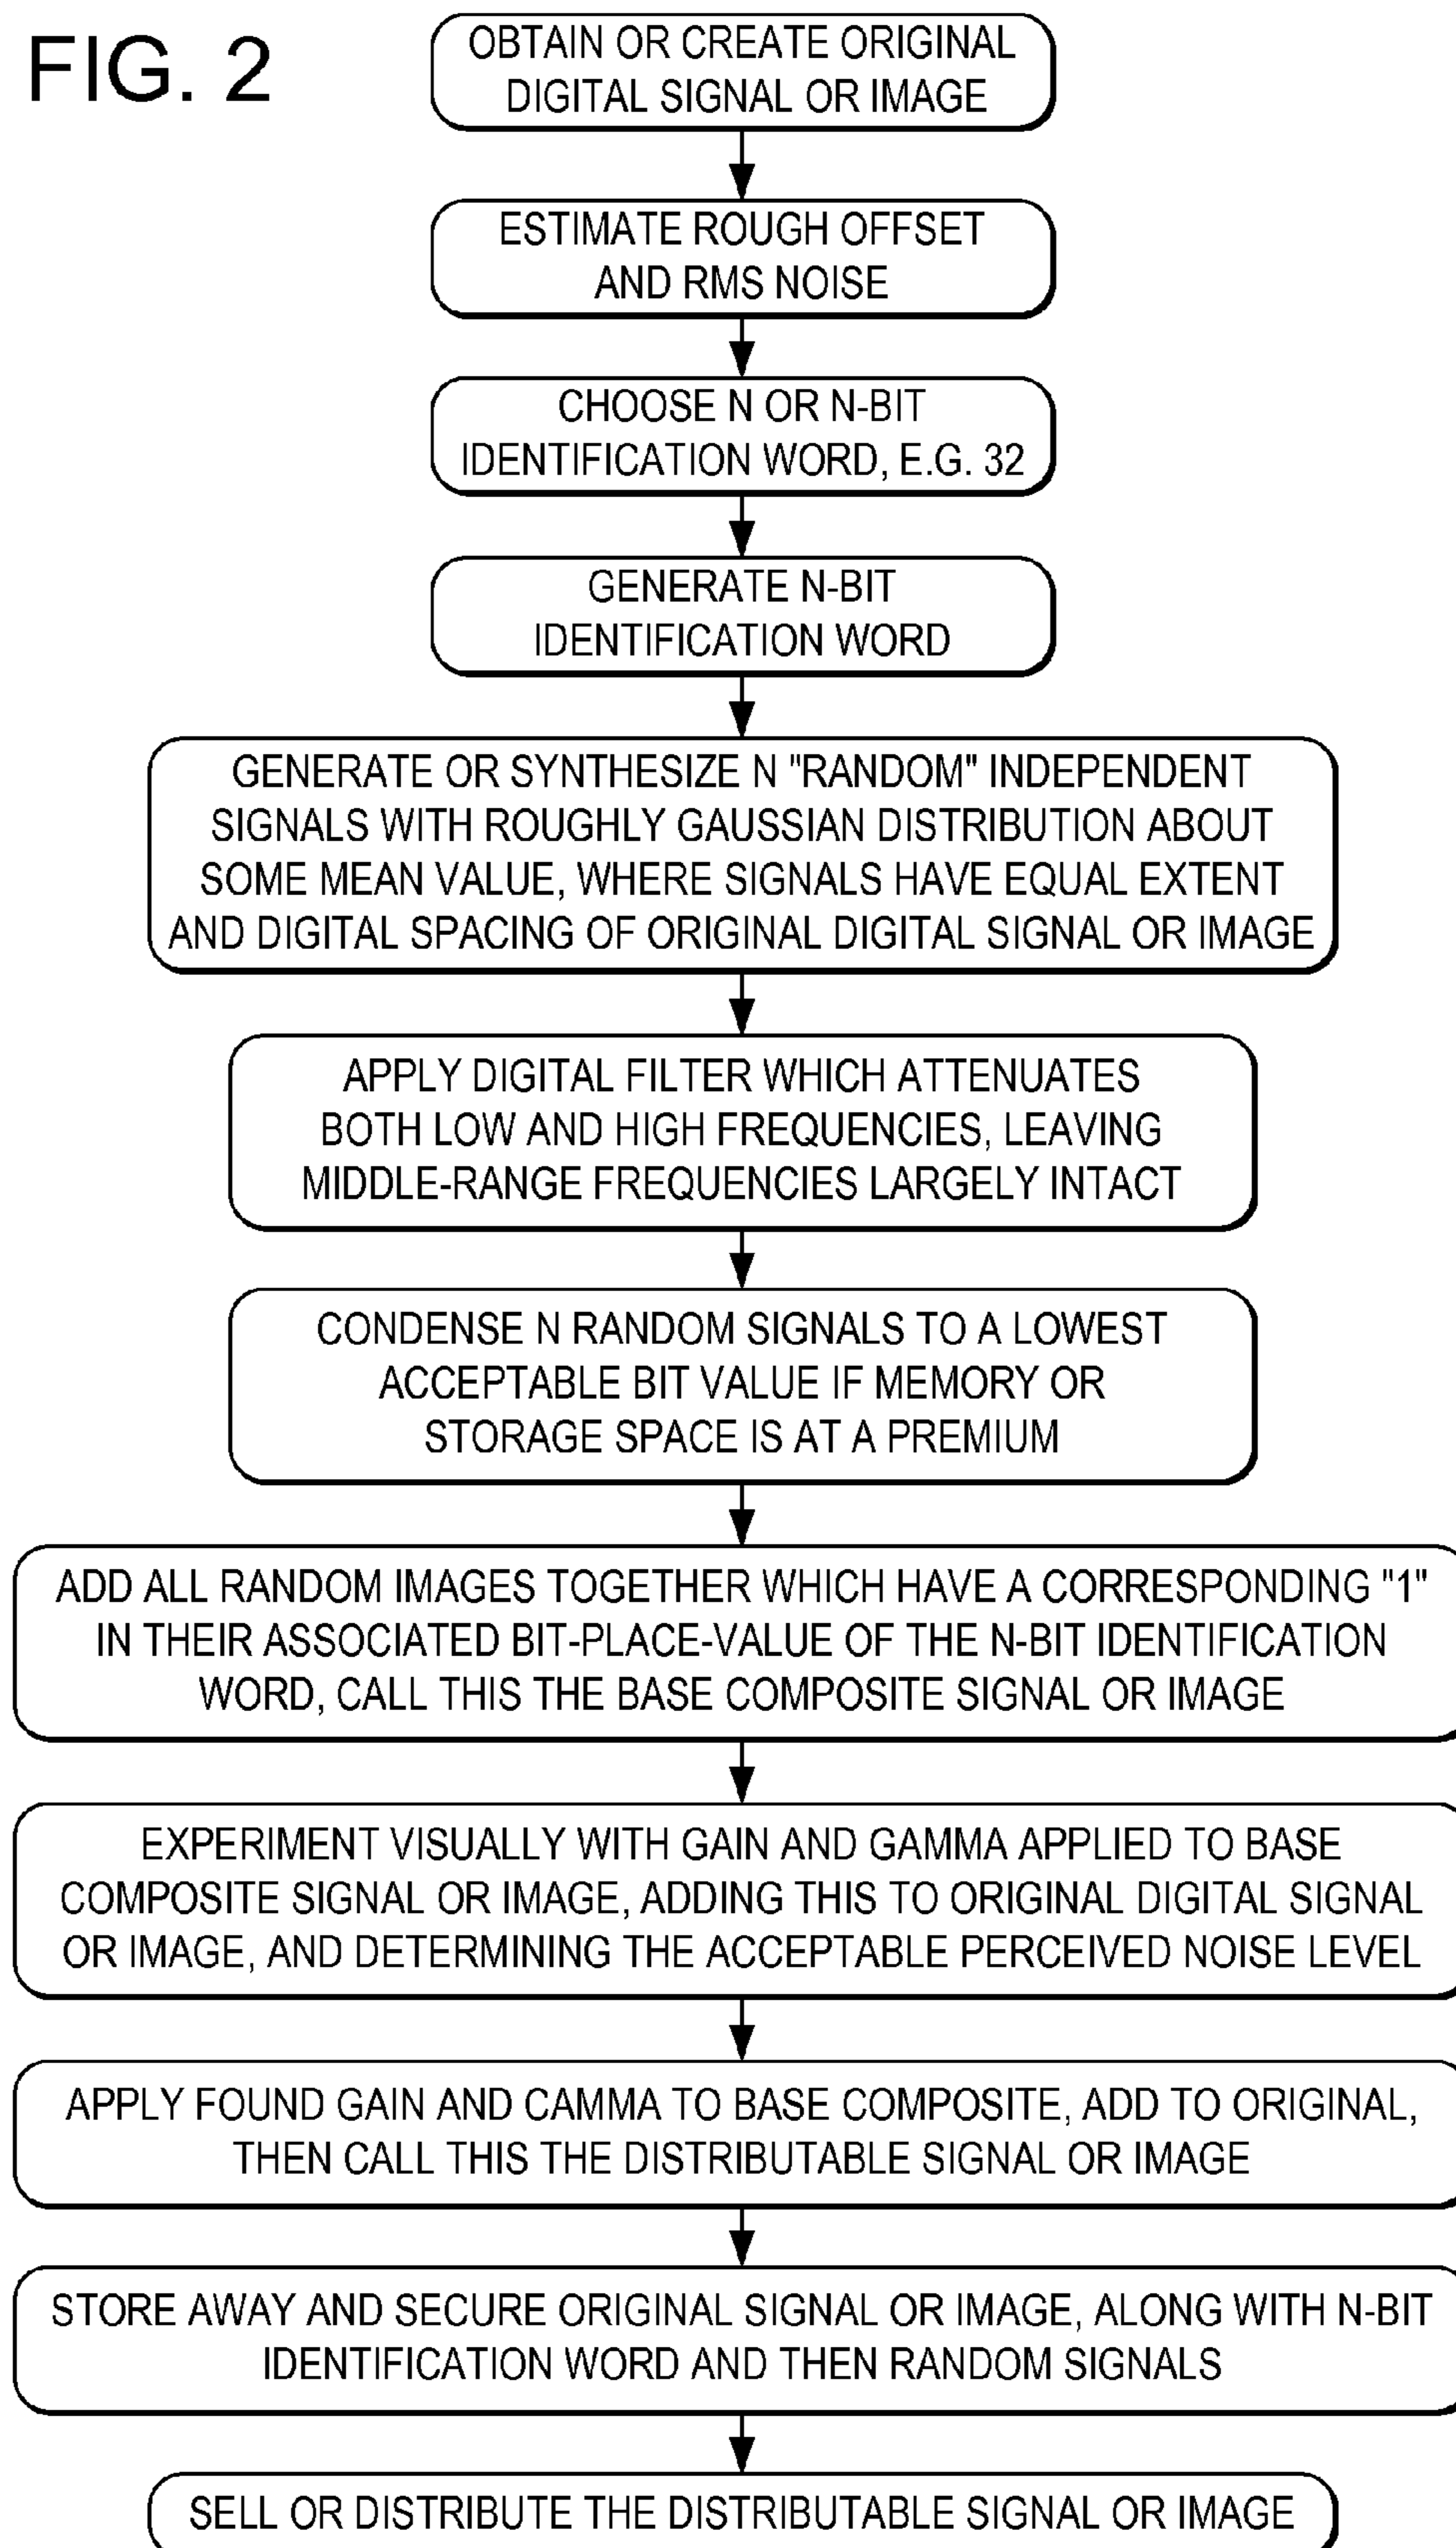 FIG. 2
OBTAIN OR CREATE ORIGINAL
DIGITAL SIGNAL OR IMAGE
ESTIMATE ROUGH OFFSET
AND RMS NOISE
CHOOSE N OR N-BIT
IDENTIFICATION WORD, E.G. 32
GENERATE N-BIT
IDENTIFICATION WORD
GENERATE OR SYNTHESIZE N "RANDOM" INDEPENDENT
SIGNALS WITH ROUGHLY GAUSSIAN DISTRIBUTION ABOUT
SOME MEAN VALUE, WHERE SIGNALS HAVE EQUAL EXTENT
AND DIGITAL SPACING OF ORIGINAL DIGITAL SIGNAL OR IMAGE
APPLY DIGITAL FILTER WHICH ATTENUATES
BOTH LOW AND HIGH FREQUENCIES, LEAVING
MIDDLE-RANGE FREQUENCIES LARGELY INTACT
CONDENSE N RANDOM SIGNALS TO A LOWEST
ACCEPTABLE BIT VALUE IF MEMORY OR
STORAGE SPACE IS AT A PREMIUM
ADD ALL RANDOM IMAGES TOGETHER WHICH HAVE A CORRESPONDING "1"
IN THEIR ASSOCIATED BIT-PLACE-VALUE OF THE N-BIT IDENTIFICATION
WORD, CALL THIS THE BASE COMPOSITE SIGNAL OR IMAGE
EXPERIMENT VISUALLY WITH GAIN AND GAMMA APPLIED TO BASE
COMPOSITE SIGNAL OR IMAGE, ADDING THIS TO ORIGINAL DIGITAL SIGNAL
OR IMAGE, AND DETERMINING THE ACCEPTABLE PERCEIVED NOISE LEVEL
APPLY FOUND GAIN AND CAMMA TO BASE COMPOSITE, ADD TO ORIGINAL,
THEN CALL THIS THE DISTRIBUTABLE SIGNAL OR IMAGE
STORE AWAY AND SECURE ORIGINAL SIGNAL OR IMAGE, ALONG WITH N-BIT
IDENTIFICATION WORD AND THEN RANDOM SIGNALS
SELL OR DISTRIBUTE THE DISTRIBUTABLE SIGNAL OR IMAGE